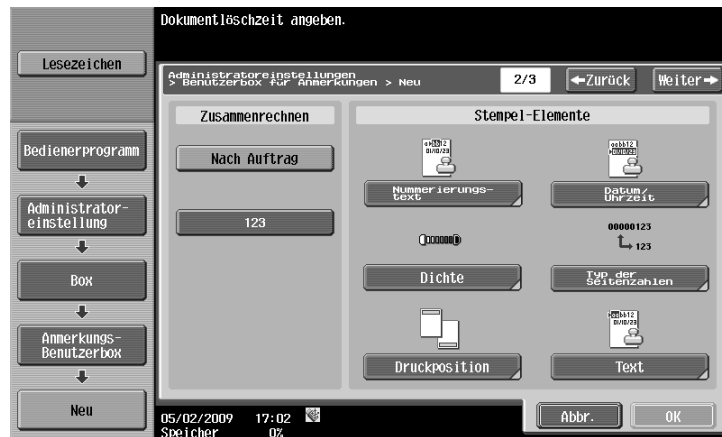 Dokumentlöschzeit angeben.
Lesezeichen
Administratoreinstellungen
> Benutzerbox für Anmerkungen > Neu
2/3
←Zurück
Weiter→
Zusammenrechnen
Stempel-Elemente
Bedienerprogramm
Administrator-
einstellung
Box
Anmerkungs-
Benutzerbox
Neu
Nach Auftrag
123
Nummerierungs-
text
Datum/
Uhrzeit
00000123
123
Dichte
Typ der
Seitenzahlen
Druckposition
Text
05/02/2009 17:02
Speicher 0%
Abbr.
OK